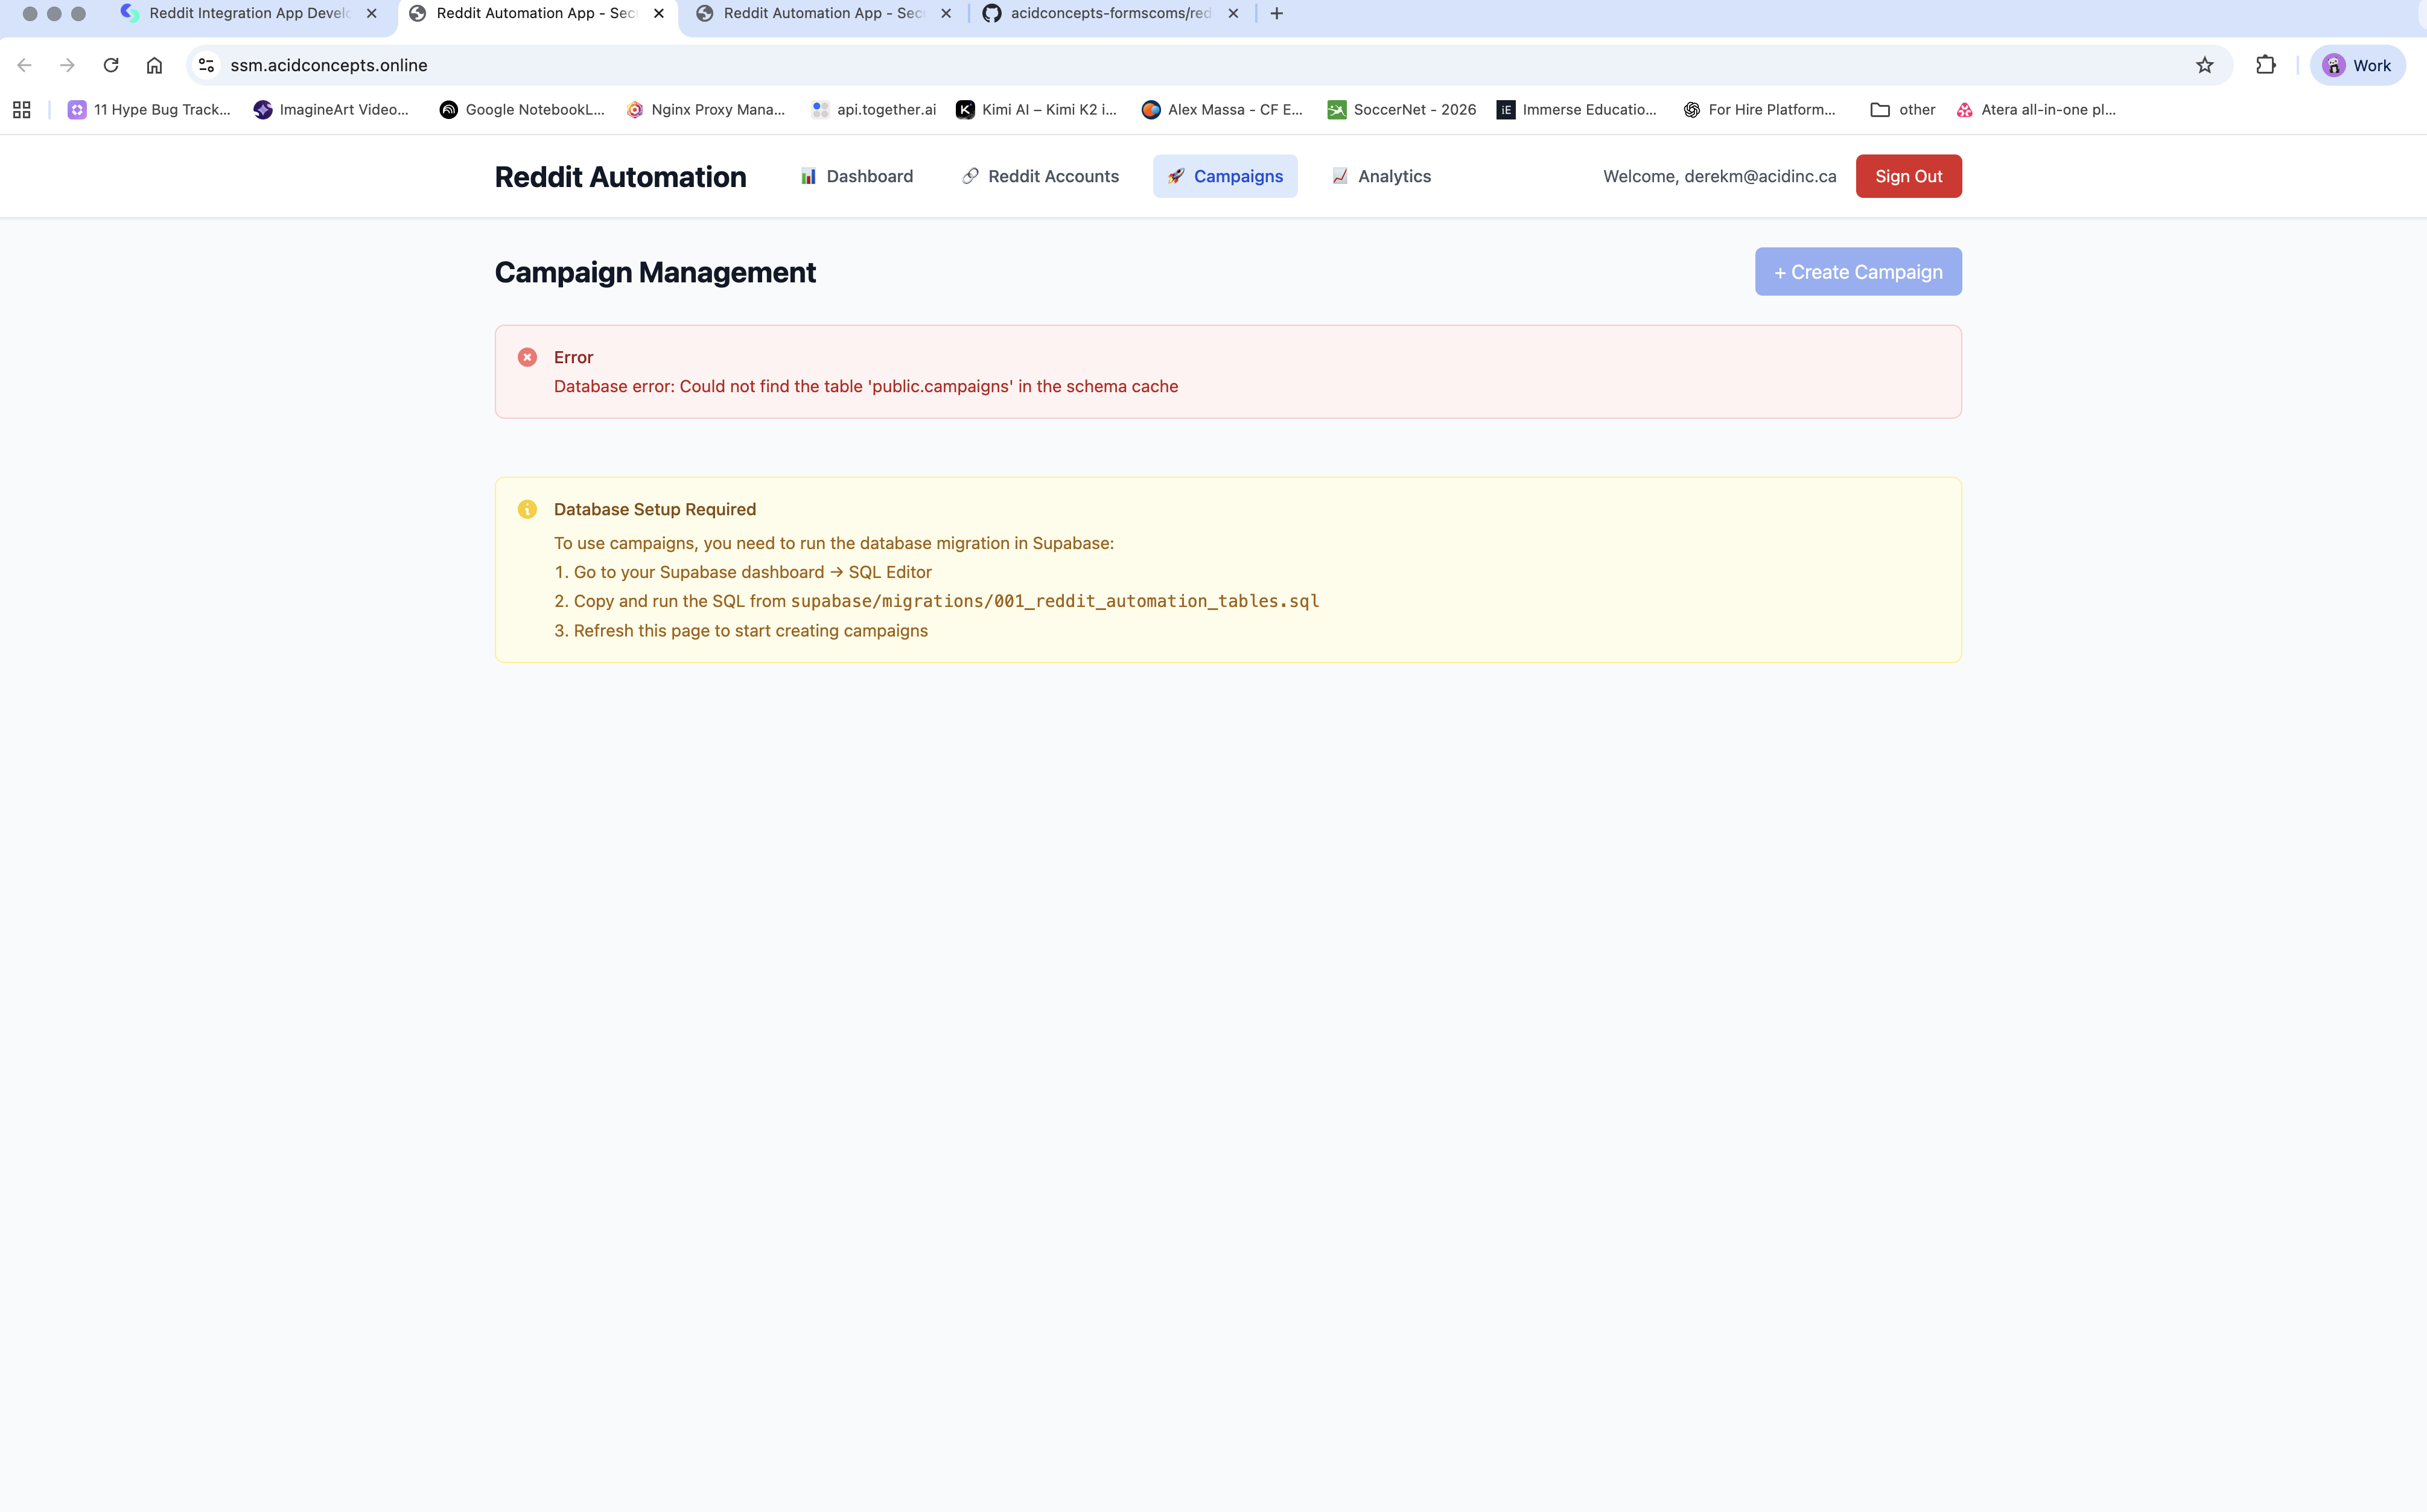 Reddit Integration App Develo
Reddit Automation App - Sec
Reddit Automation App - Sec
acidconcepts-formscoms/red
ssm.acidconcepts.online
Work
11 Hype Bug Track...
ImagineArt Video...
Google NotebookL...
Nginx Proxy Mana...
api.together.ai
Kimi AI – Kimi K2 i...
Alex Massa - CF E...
SoccerNet - 2026
iE
Immerse Educatio...
For Hire Platform...
other
Atera all-in-one pl...
Reddit Automation
Dashboard
Reddit Accounts
Campaigns
Analytics
Welcome, derekm@acidinc.ca
Sign Out
Campaign Management
+ Create Campaign
Error
Database error: Could not find the table 'public.campaigns' in the schema cache
Database Setup Required
To use campaigns, you need to run the database migration in Supabase:
1. Go to your Supabase dashboard → SQL Editor
2. Copy and run the SQL from supabase/migrations/001_reddit_automation_tables.sql
3. Refresh this page to start creating campaigns